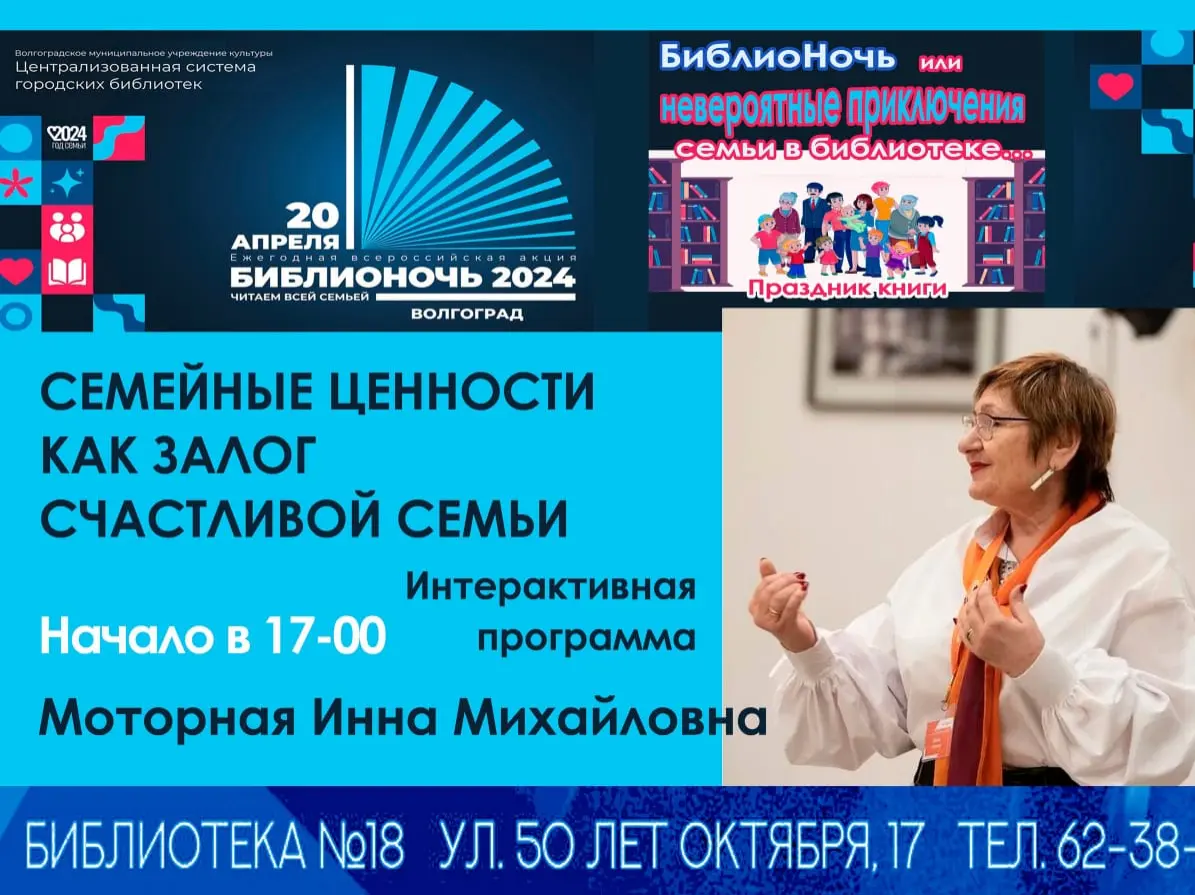 Волгоградское муниципальное учреждение культуры
Централизованная система
городских библиотек
2024
ГОД СЕМЬИ
20
АПРЕЛЯ
Ежегодная всероссийская акция
БИБЛИОНОЧЬ 2024
ЧИТАЕМ ВСЕЙ СЕМЬЕЙ
ВОЛГОГРАД
БиблиоНочь или
невероятные приключения
семьи в библиотеке...
Праздник книги
СЕМЕЙНЫЕ ЦЕННОСТИ
КАК ЗАЛОГ
СЧАСТЛИВОЙ СЕМЬИ
Интерактивная
программа
Начало в 17-00
Моторная Инна Михайловна
БИБЛИОТЕКА №18 УЛ. 50 ЛЕТ ОКТЯБРЯ, 17 ТЕЛ. 62-38-